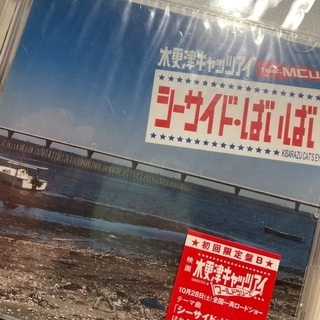 木更津キャッツアイ feat.MCU
シーサイド・ばいばい
KISARAZU CAT'S EY
★初回限定盤B★
映画
木更津キャッツアイ
ワールドシリーズ
10月28日(土)全国一斉ロードショー
テーマ曲
「シーサイド・